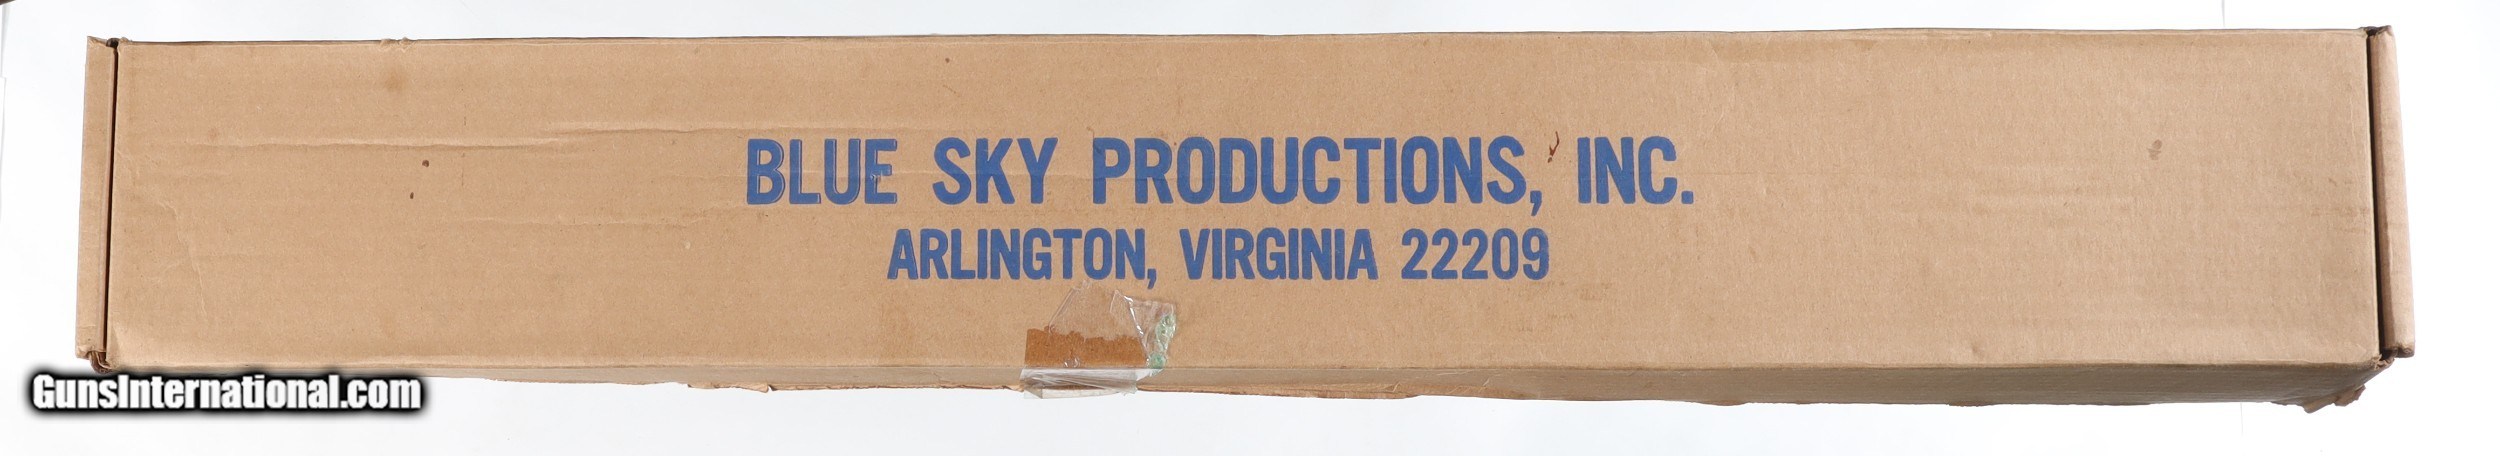 BLUE SKY PRODUCTIONS, INC.
ARLINGTON, VIRGINIA 22209
GunsInternational.com